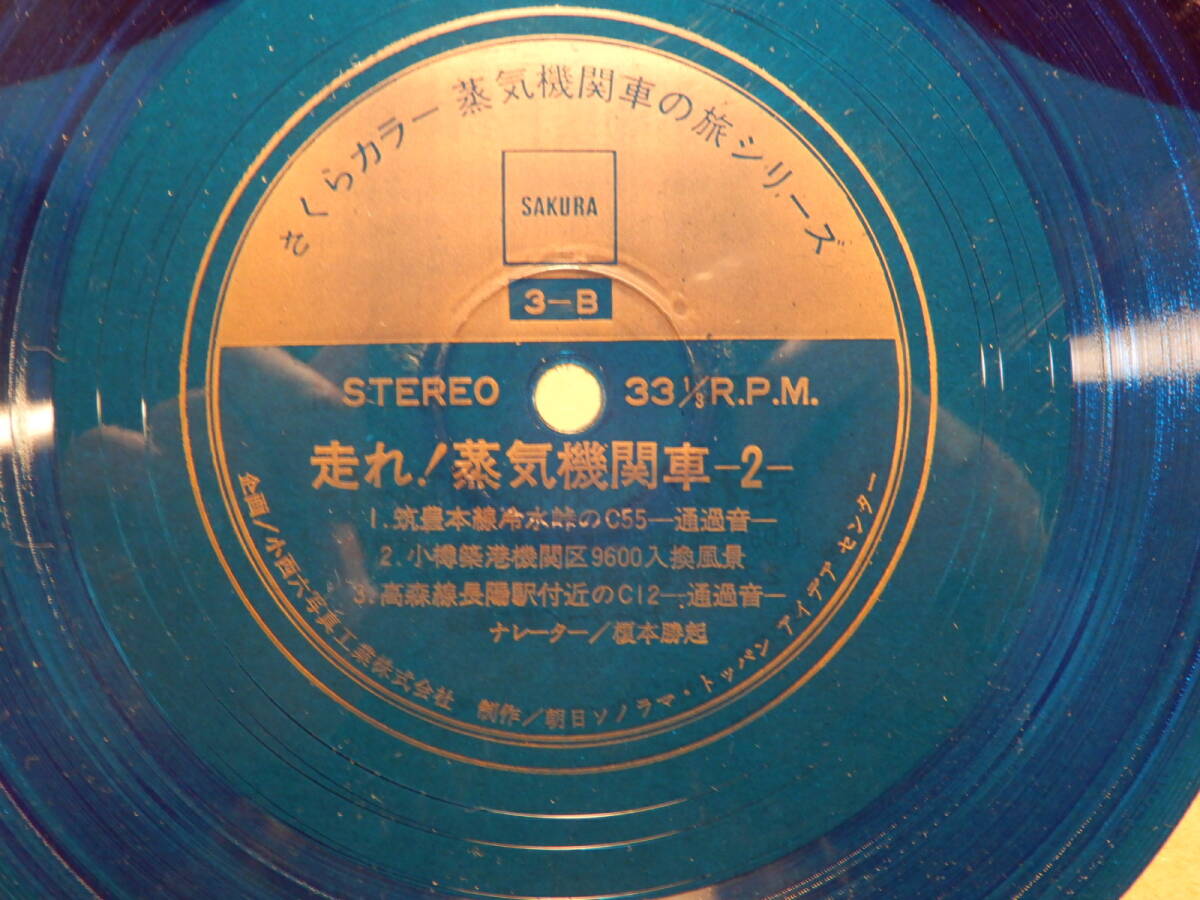 さくらカラー 蒸気機関車の旅シリーズ
SAKURA
3-B
STEREO 33⅓ R.P.M.
走れ!蒸気機関車-2-
1.筑豊本線冷水峠のC55—通過音—
2.小樽築港機関区9600入換風景
3.高森線長陽駅付近のC12—通過音—
ナレーター/榎本勝起
企画/小西六写真工業株式会社 制作/朝日ソノラマ・トッパン アイデア センター